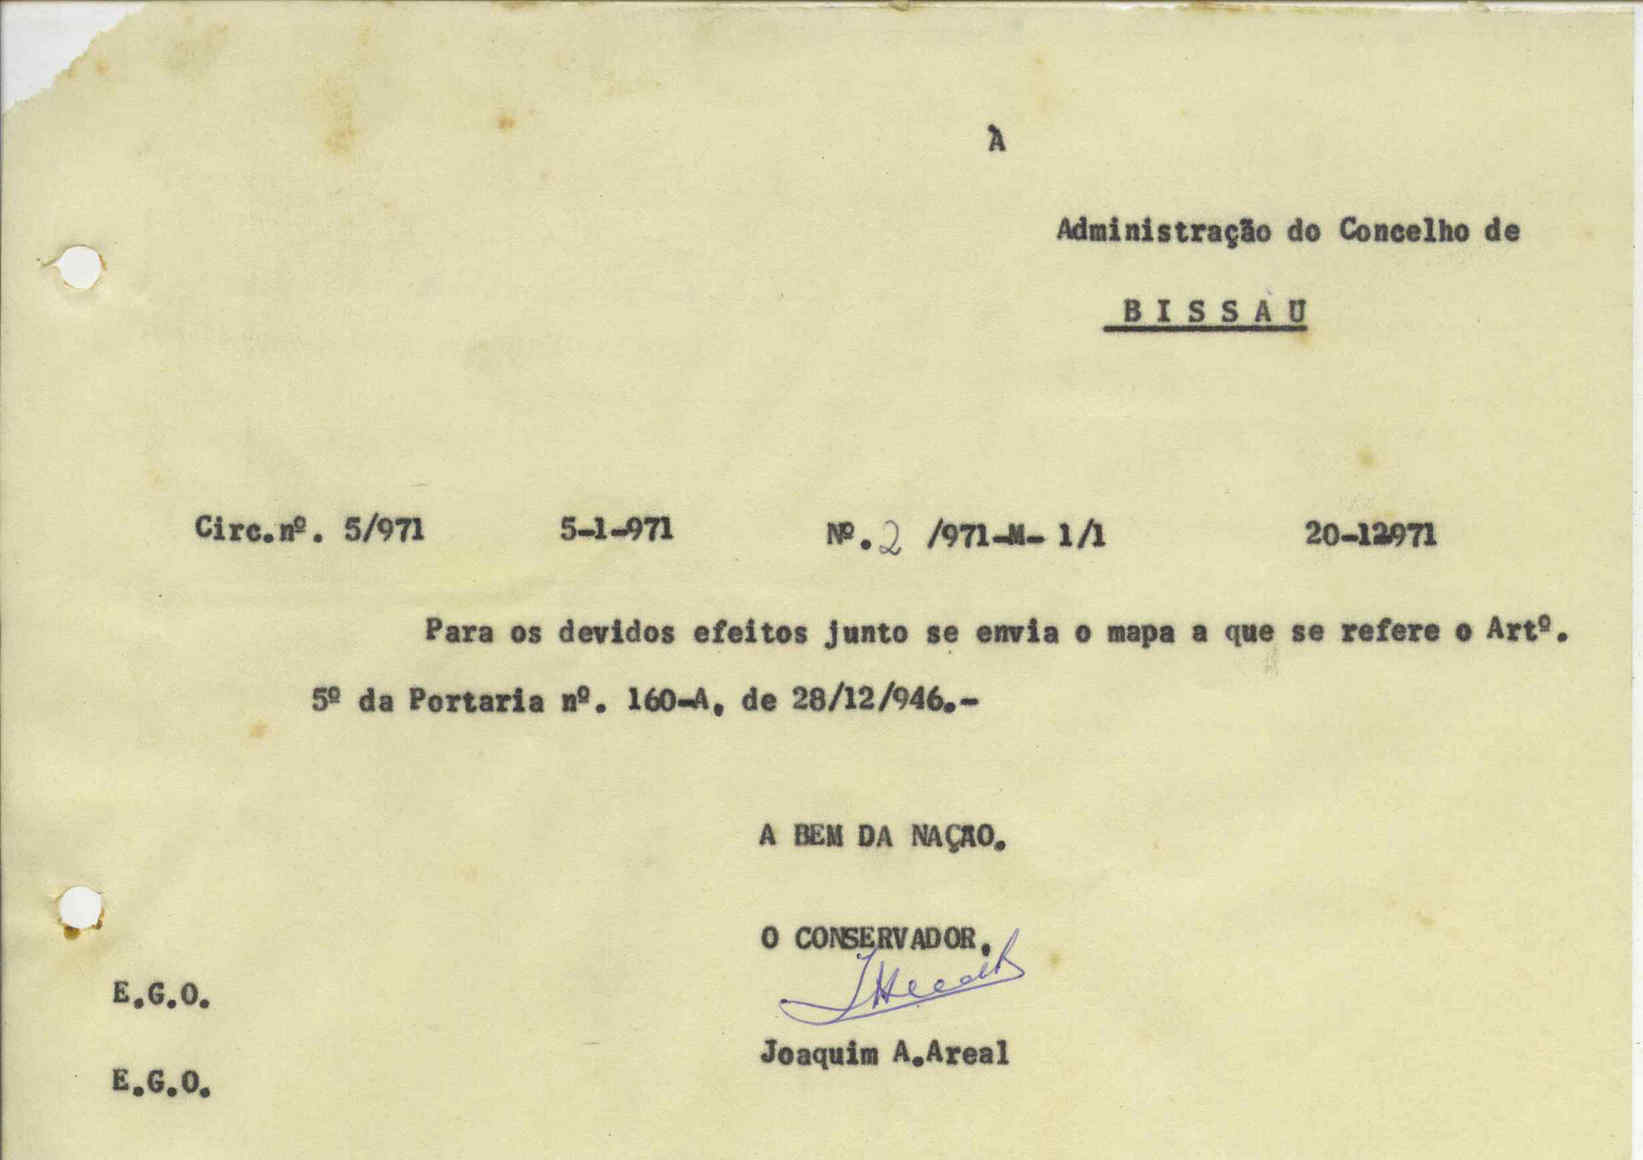 À
Administração do Concelho de
B I S S A U
Circ.nº. 5/971 5-1-971 Nº. 2 /971-M- 1/1 20-12971
Para os devidos efeitos junto se envia o mapa a que se refere o Artº.
5º da Portaria nº. 160-A, de 28/12/946.-
A BEM DA NAÇÃO.
O CONSERVADOR,
Joaquim A.Areal
E.G.O.
E.G.O.